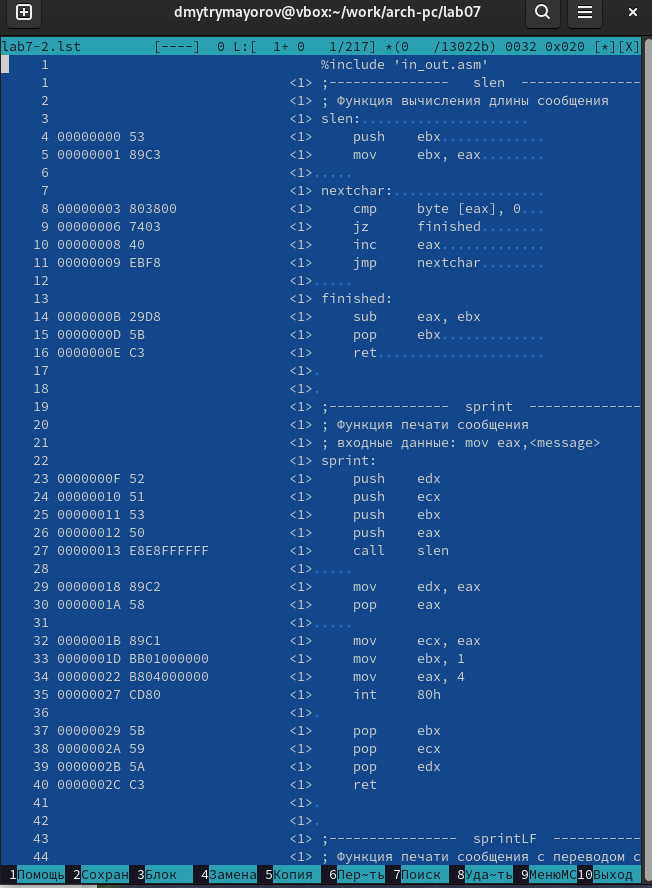 dmytrymayorov@vbox:~/work/arch-pc/lab07
lab7-2.lst [----] 0 L:[ 1+ 0 1/217] *(0 /13022b) 0032 0x020 [*][X]
1 %include 'in_out.asm'
1 <1> ;--------------- slen ---------------
2 <1> ; Функция вычисления длины сообщения
3 <1> slen:.....................
4 00000000 53 <1> push ebx.............
5 00000001 89C3 <1> mov ebx, eax........
6 <1>.....
7 <1> nextchar:...................
8 00000003 803800 <1> cmp byte [eax], 0...
9 00000006 7403 <1> jz finished........
10 00000008 40 <1> inc eax.............
11 00000009 EBF8 <1> jmp nextchar........
12 <1>.....
13 <1> finished:
14 0000000B 29D8 <1> sub eax, ebx
15 0000000D 5B <1> pop ebx.............
16 0000000E C3 <1> ret.....................
17 <1>.
18 <1>.
19 <1> ;--------------- sprint --------------
20 <1> ; Функция печати сообщения
21 <1> ; входные данные: mov eax,<message>
22 <1> sprint:
23 0000000F 52 <1> push edx
24 00000010 51 <1> push ecx
25 00000011 53 <1> push ebx
26 00000012 50 <1> push eax
27 00000013 E8E8FFFFFF <1> call slen
28 <1>.....
29 00000018 89C2 <1> mov edx, eax
30 0000001A 58 <1> pop eax
31 <1>.....
32 0000001B 89C1 <1> mov ecx, eax
33 0000001D BB01000000 <1> mov ebx, 1
34 00000022 B804000000 <1> mov eax, 4
35 00000027 CD80 <1> int 80h
36 <1>.
37 00000029 5B <1> pop ebx
38 0000002A 59 <1> pop ecx
39 0000002B 5A <1> pop edx
40 0000002C C3 <1> ret
41 <1>.
42 <1>.
43 <1> ;---------------- sprintLF -------------
44 <1> ; Функция печати сообщения с переводом с
1Помощь 2Сохран 3Блок 4Замена 5Копия 6Пер~ть 7Поиск 8Уда~ть 9МенюМС 10Выход